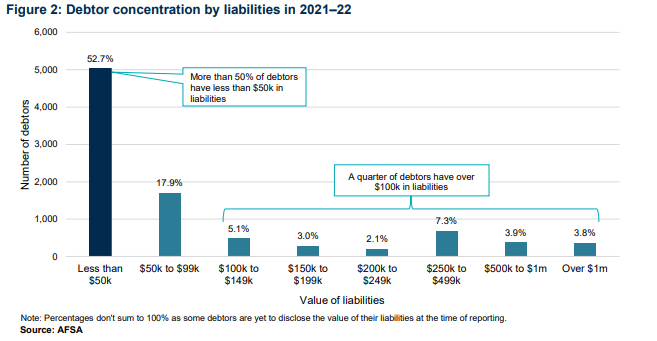 Figure 2: Debtor concentration by liabilities in 2021–22
6,000
5,000
4,000
3,000
2,000
1,000
0
Number of debtors
52.7%
More than 50% of debtors
have less than $50k in
liabilities
17.9%
A quarter of debtors have over
$100k in liabilities
5.1%
3.0%
2.1%
7.3%
3.9%
3.8%
Less than
$50k
$50k to $99k
$100k to
$149k
$150k to
$199k
$200k to
$249k
$250k to
$499k
$500k to $1m
Over $1m
Value of liabilities
Note: Percentages don't sum to 100% as some debtors are yet to disclose the value of their liabilities at the time of reporting.
Source: AFSA